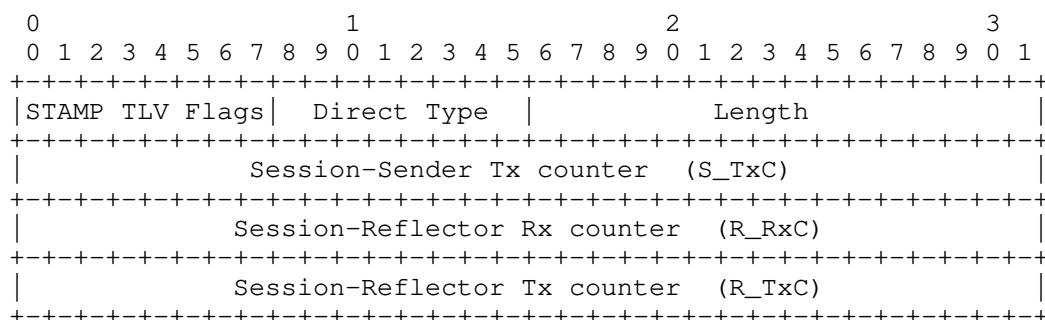 0                   1                   2                   3
 0 1 2 3 4 5 6 7 8 9 0 1 2 3 4 5 6 7 8 9 0 1 2 3 4 5 6 7 8 9 0 1
+-+-+-+-+-+-+-+-+-+-+-+-+-+-+-+-+-+-+-+-+-+-+-+-+-+-+-+-+-+-+-+-+
|STAMP TLV Flags|  Direct Type  |           Length              |
+-+-+-+-+-+-+-+-+-+-+-+-+-+-+-+-+-+-+-+-+-+-+-+-+-+-+-+-+-+-+-+-+
|              Session-Sender Tx counter  (S_TxC)               |
+-+-+-+-+-+-+-+-+-+-+-+-+-+-+-+-+-+-+-+-+-+-+-+-+-+-+-+-+-+-+-+-+
|             Session-Reflector Rx counter  (R_RxC)             |
+-+-+-+-+-+-+-+-+-+-+-+-+-+-+-+-+-+-+-+-+-+-+-+-+-+-+-+-+-+-+-+-+
|             Session-Reflector Tx counter  (R_TxC)             |
+-+-+-+-+-+-+-+-+-+-+-+-+-+-+-+-+-+-+-+-+-+-+-+-+-+-+-+-+-+-+-+-+